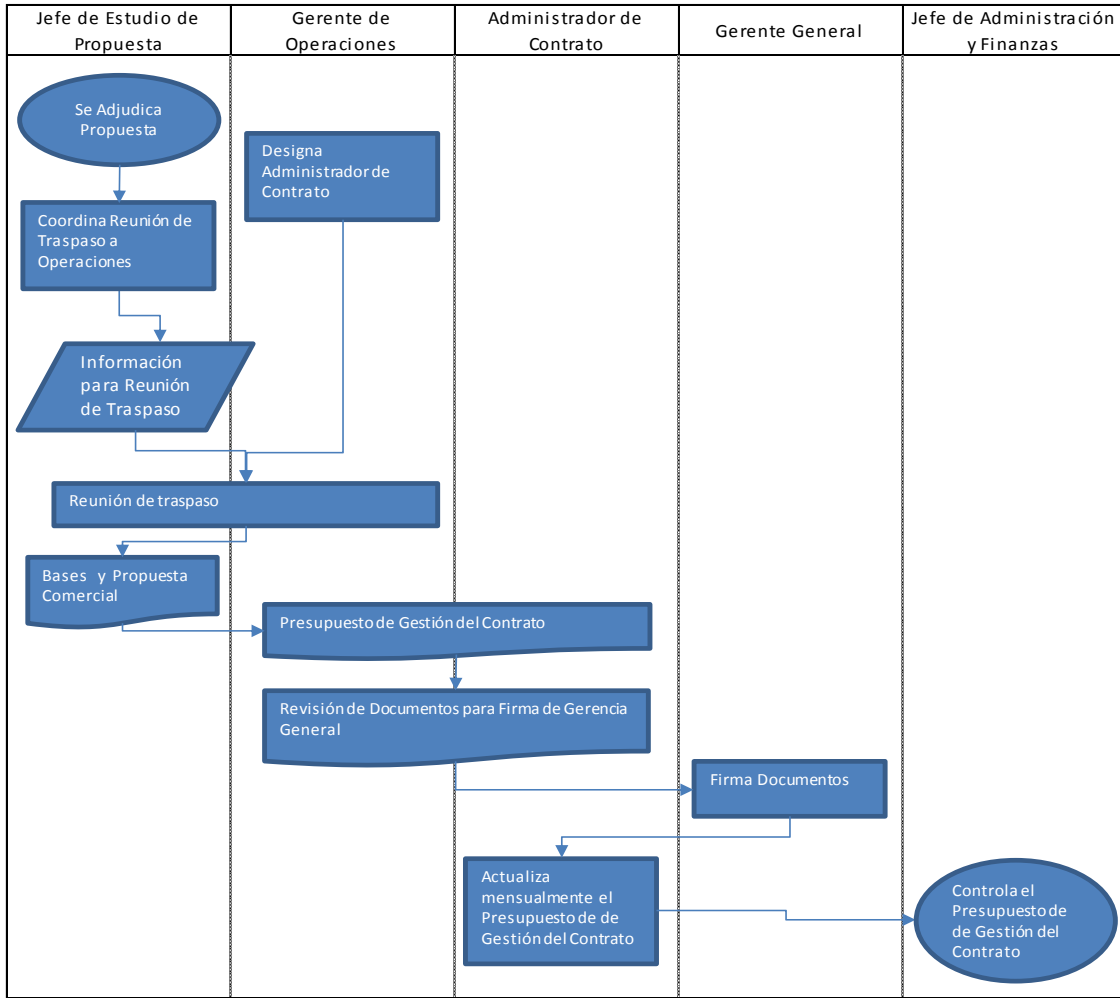 Jefe de Estudio de
Propuesta
Gerente de
Operaciones
Administrador de
Contrato
Gerente General
Jefe de Administración
y Finanzas
Se Adjudica
Propuesta
Designa
Administrador de
Contrato
Coordina Reunión de
Traspaso a
Operaciones
Información
para Reunión
de Traspaso
Reunión de traspaso
Bases y Propuesta
Comercial
Presupuesto de Gestión del Contrato
Revisión de Documentos para Firma de Gerencia
General
Firma Documentos
Actualiza
mensualmente el
Presupuesto de de
Gestión del Contrato
Controla el
Presupuesto de
de Gestión del
Contrato